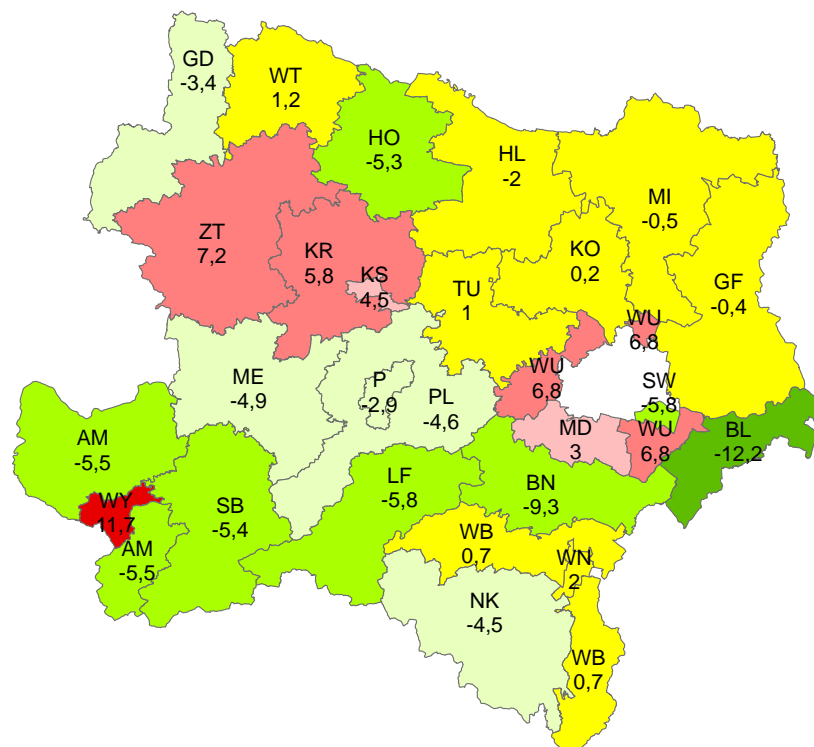 GD
-3,4
WT
1,2
HO
-5,3
HL
-2
MI
-0,5
ZT
7,2
KR
5,8
KS
4,5
KO
0,2
TU
1
GF
-0,4
WU
6,8
WU
6,8
SW
-5,8
ME
-4,9
P
-2,9
PL
-4,6
MD
3
WU
6,8
BL
-12,2
AM
-5,5
WY
11,7
AM
-5,5
SB
-5,4
LF
-5,8
BN
-9,3
WB
0,7
WN
2
NK
-4,5
WB
0,7